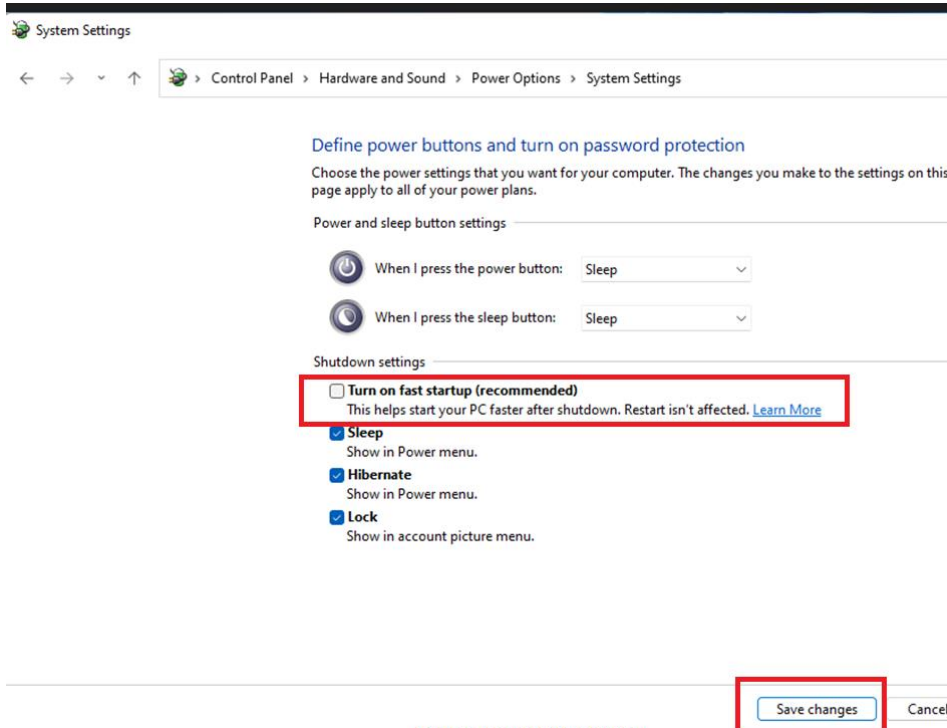 System Settings
Control Panel > Hardware and Sound > Power Options > System Settings
Define power buttons and turn on password protection
Choose the power settings that you want for your computer. The changes you make to the settings on this
page apply to all of your power plans.
Power and sleep button settings
When I press the power button: Sleep
When I press the sleep button: Sleep
Shutdown settings
Turn on fast startup (recommended)
This helps start your PC faster after shutdown. Restart isn't affected. Learn More
Sleep
Show in Power menu.
Hibernate
Show in Power menu.
Lock
Show in account picture menu.
Save changes Cancel